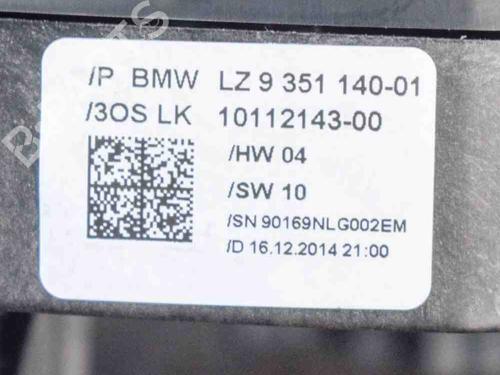 /P BMW LZ 9 351 140-01
/3OS LK 10112143-00
/HW 04
/SW 10
/SN 90169NLG002EM
/D 16.12.2014 21:00